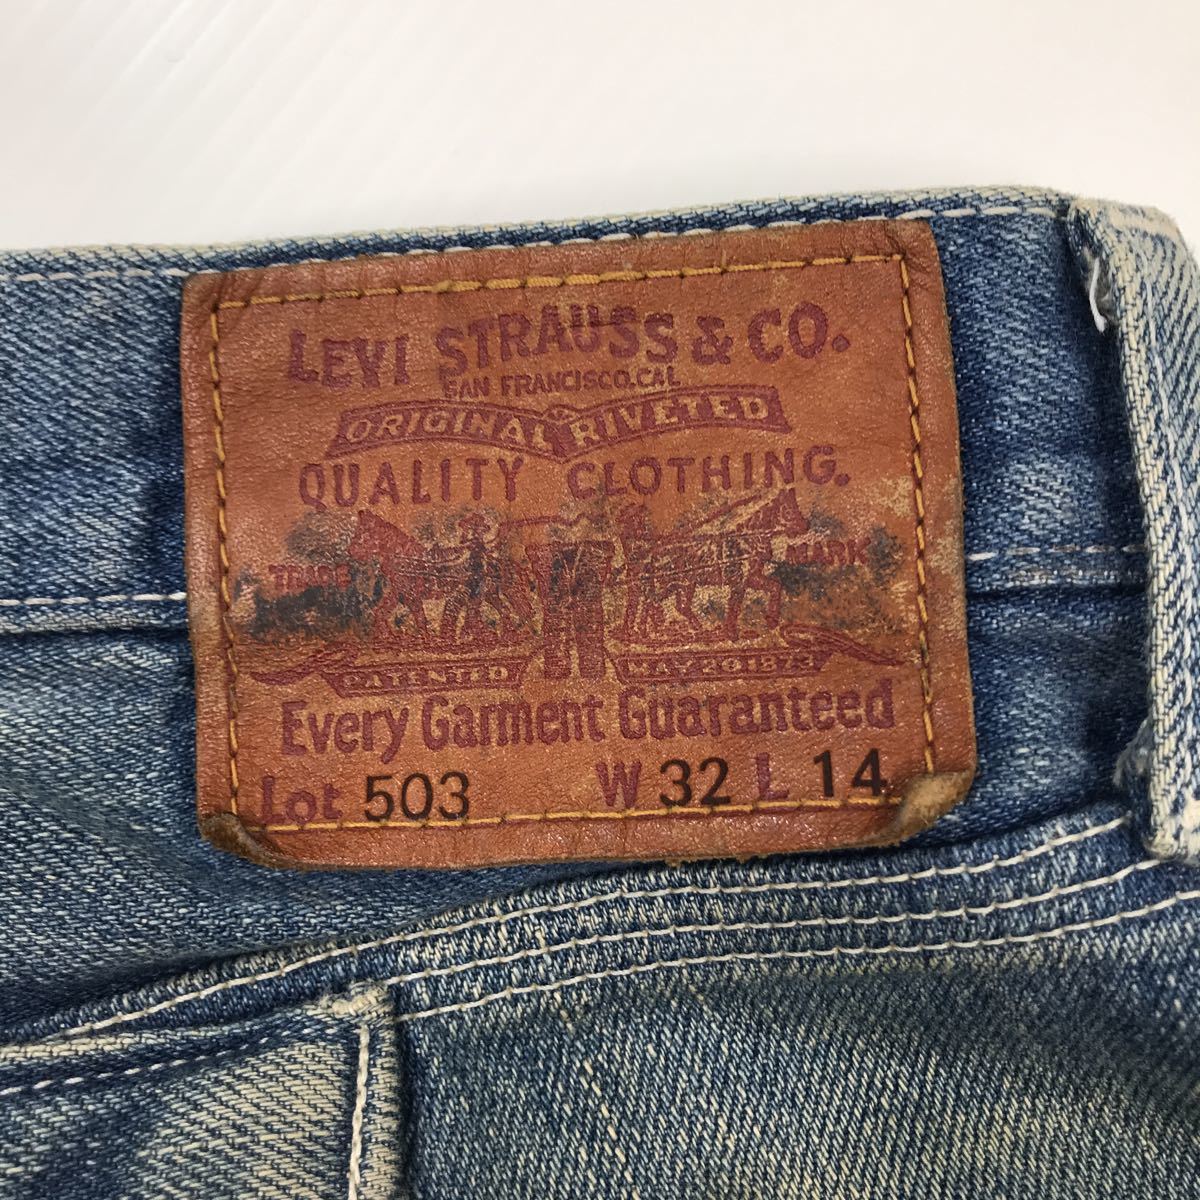 LEVI STRAUSS & CO.
SAN FRANCISCO. CAL
ORIGINAL RIVETED
QUALITY CLOTHING.
TRADE MARK
PATENTED MAY 20 1873
Every Garment Guaranteed
Lot 503 W 32 L 14